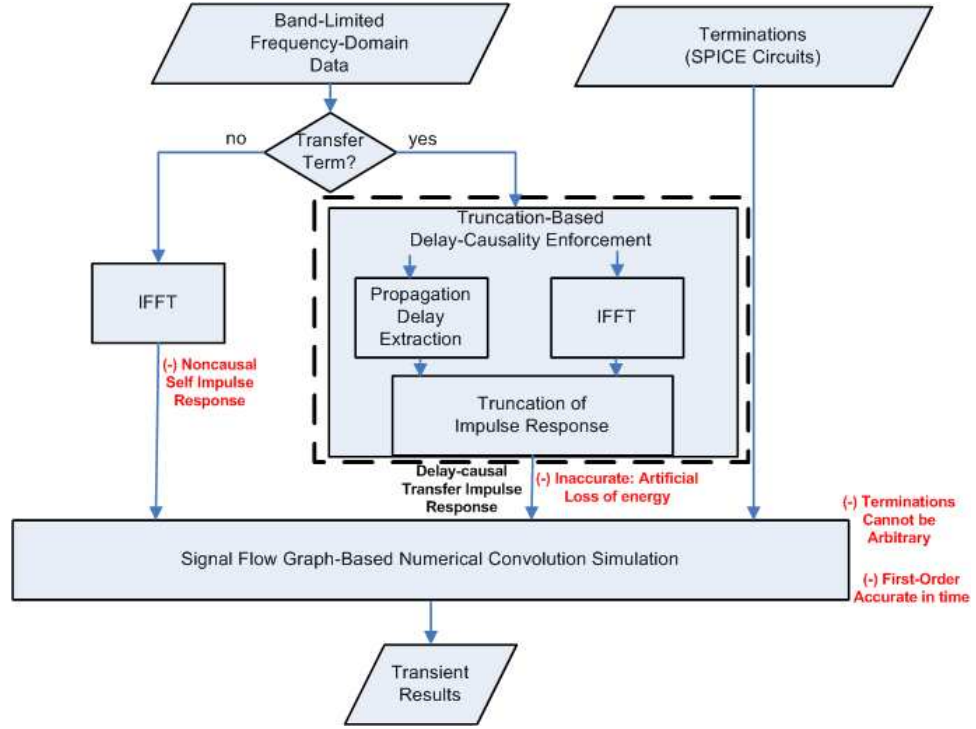 Band-Limited
Frequency-Domain
Data
Terminations
(SPICE Circuits)
no
Transfer
Term?
yes
Truncation-Based
Delay-Causality Enforcement
IFFT
Propagation
Delay
Extraction
IFFT
(-) Noncausal
Self Impulse
Response
Truncation of
Impulse Response
Delay-causal
Transfer Impulse
Response
(-) Inaccurate: Artificial
Loss of energy
(-) Terminations
Cannot be
Arbitrary
Signal Flow Graph-Based Numerical Convolution Simulation
(-) First-Order
Accurate in time
Transient
Results